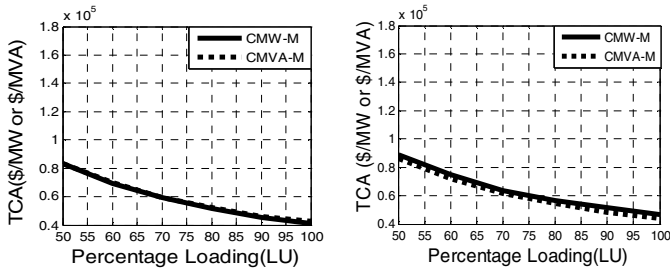 x 10⁵
1.8
1.6
1.4
1.2
1
0.8
0.6
0.4
TCA($/MW or $/MVA)
CMW-M
CMVA-M
50 55 60 65 70 75 80 85 90 95 100
Percentage Loading(LU)
x 10⁵
1.8
1.6
1.4
1.2
1
0.8
0.6
0.4
TCA ($/MW or $/MVA)
CMW-M
CMVA-M
50 55 60 65 70 75 80 85 90 95 100
Percentage Loading(LU)